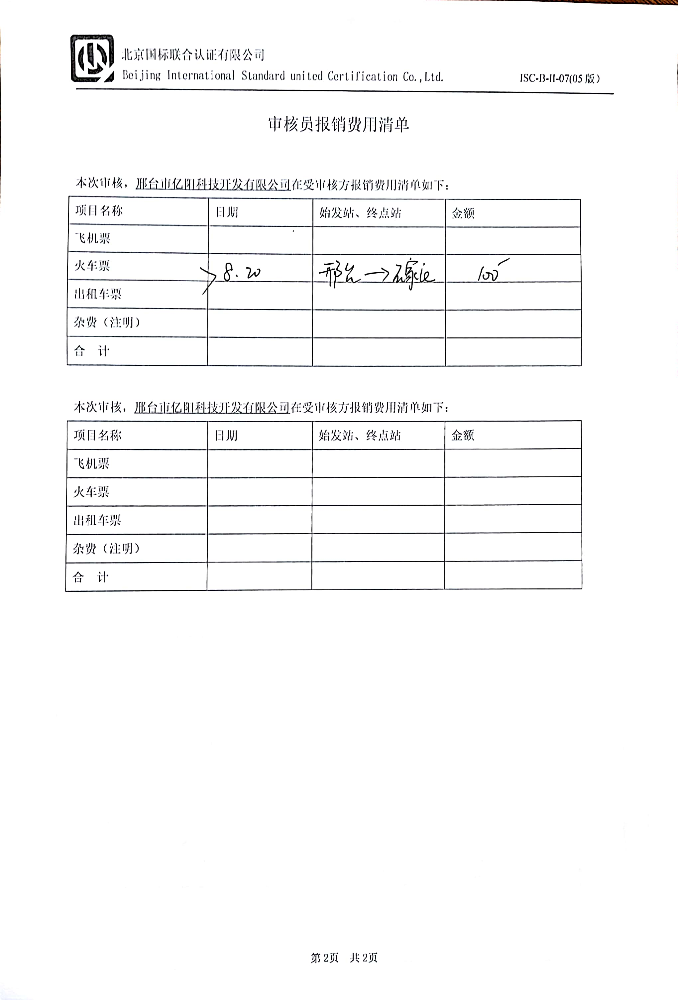 北京国标联合认证有限公司
Beijing International Standard united Certification Co.,Ltd.
ISC-B-II-07(05版)
审核员报销费用清单
本次审核，邢台市亿阳科技开发有限公司在受审核方报销费用清单如下：
项目名称 日期 始发站、终点站 金额
飞机票
火车票 8.20 邢台→石家庄 100
出租车票
杂费（注明）
合 计
本次审核，邢台市亿阳科技开发有限公司在受审核方报销费用清单如下：
项目名称 日期 始发站、终点站 金额
飞机票
火车票
出租车票
杂费（注明）
合 计
第2页 共2页